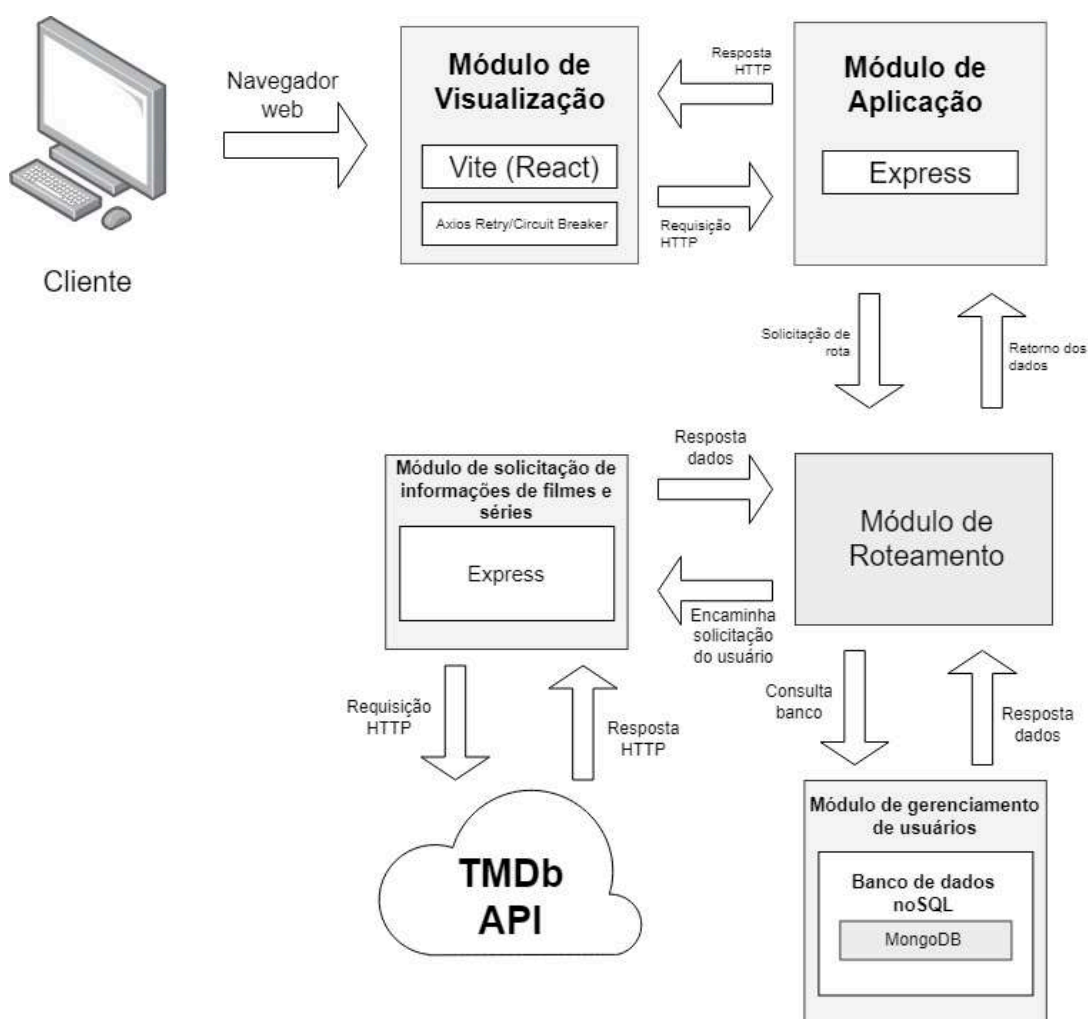 Navegador
web
Cliente
Módulo de
Visualização
Vite (React)
Axios Retry/Circuit Breaker
Resposta
HTTP
Requisição
HTTP
Módulo de
Aplicação
Express
Solicitação de
rota
Retorno dos
dados
Módulo de solicitação de
informações de filmes e
séries
Express
Resposta
dados
Encaminha
solicitação
do usuário
Módulo de
Roteamento
Requisição
HTTP
Resposta
HTTP
TMDb
API
Consulta
banco
Resposta
dados
Módulo de gerenciamento
de usuários
Banco de dados
noSQL
MongoDB